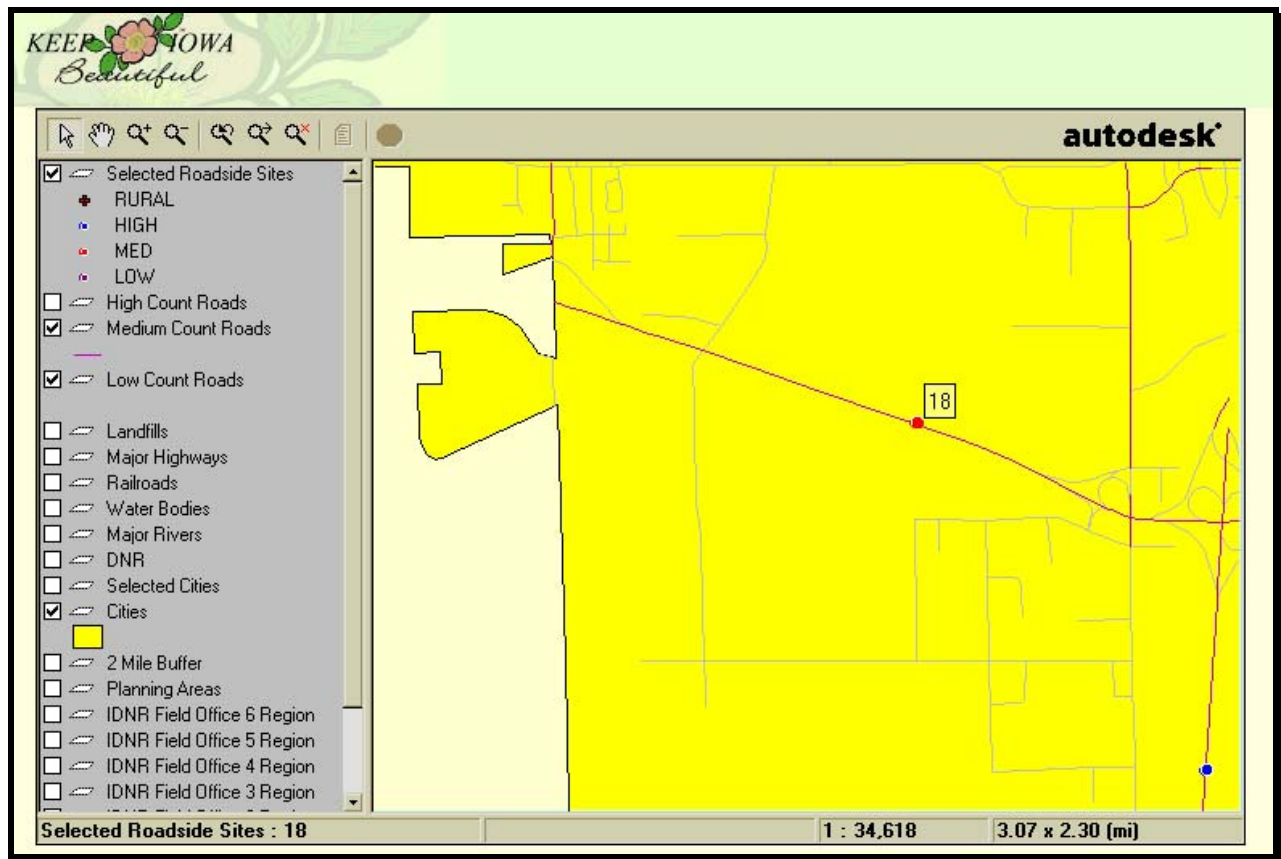 KEEP IOWA
Beautiful
autodesk
Selected Roadside Sites
RURAL
HIGH
MED
LOW
High Count Roads
Medium Count Roads
Low Count Roads
Landfills
Major Highways
Railroads
Water Bodies
Major Rivers
DNR
Selected Cities
Cities
2 Mile Buffer
Planning Areas
IDNR Field Office 6 Region
IDNR Field Office 5 Region
IDNR Field Office 4 Region
IDNR Field Office 3 Region
18
Selected Roadside Sites : 18
1 : 34,618
3.07 x 2.30 (mi)